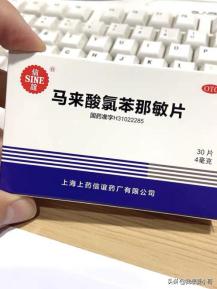 信
SINE
谊
OTC
马来酸氯苯那敏片
国药准字H31022285
30 片
4毫克
上海上药信谊药厂有限公司